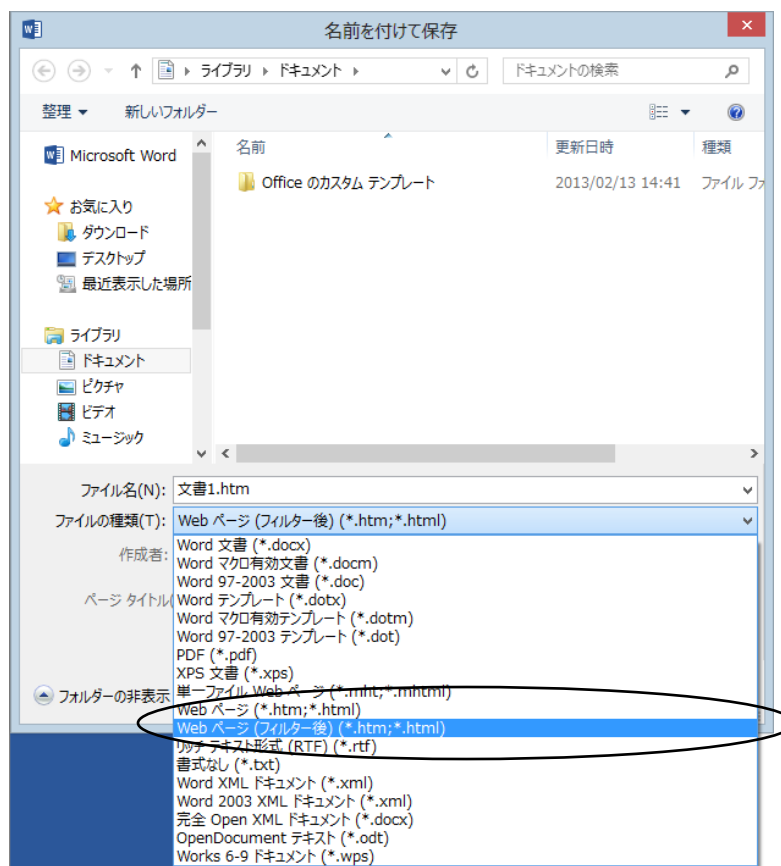 名前を付けて保存
ライブラリ ドキュメント
ドキュメントの検索
整理
新しいフォルダー
Microsoft Word
お気に入り
ダウンロード
デスクトップ
最近表示した場所
ライブラリ
ドキュメント
ピクチャ
ビデオ
ミュージック
名前 更新日時 種類
Office のカスタム テンプレート 2013/02/13 14:41 ファイル フ
ファイル名(N): 文書1.htm
ファイルの種類(T): Web ページ (フィルター後) (*.htm;*.html)
作成者:
ページ タイトル(
フォルダーの非表示
Word 文書 (*.docx)
Word マクロ有効文書 (*.docm)
Word 97-2003 文書 (*.doc)
Word テンプレート (*.dotx)
Word マクロ有効テンプレート (*.dotm)
Word 97-2003 テンプレート (*.dot)
PDF (*.pdf)
XPS 文書 (*.xps)
単一ファイル Web ページ (*.mht;*.mhtml)
Web ページ (*.htm;*.html)
Web ページ (フィルター後) (*.htm;*.html)
リッチ テキスト形式 (RTF) (*.rtf)
書式なし (*.txt)
Word XML ドキュメント (*.xml)
Word 2003 XML ドキュメント (*.xml)
完全 Open XML ドキュメント (*.docx)
OpenDocument テキスト (*.odt)
Works 6-9 ドキュメント (*.wps)